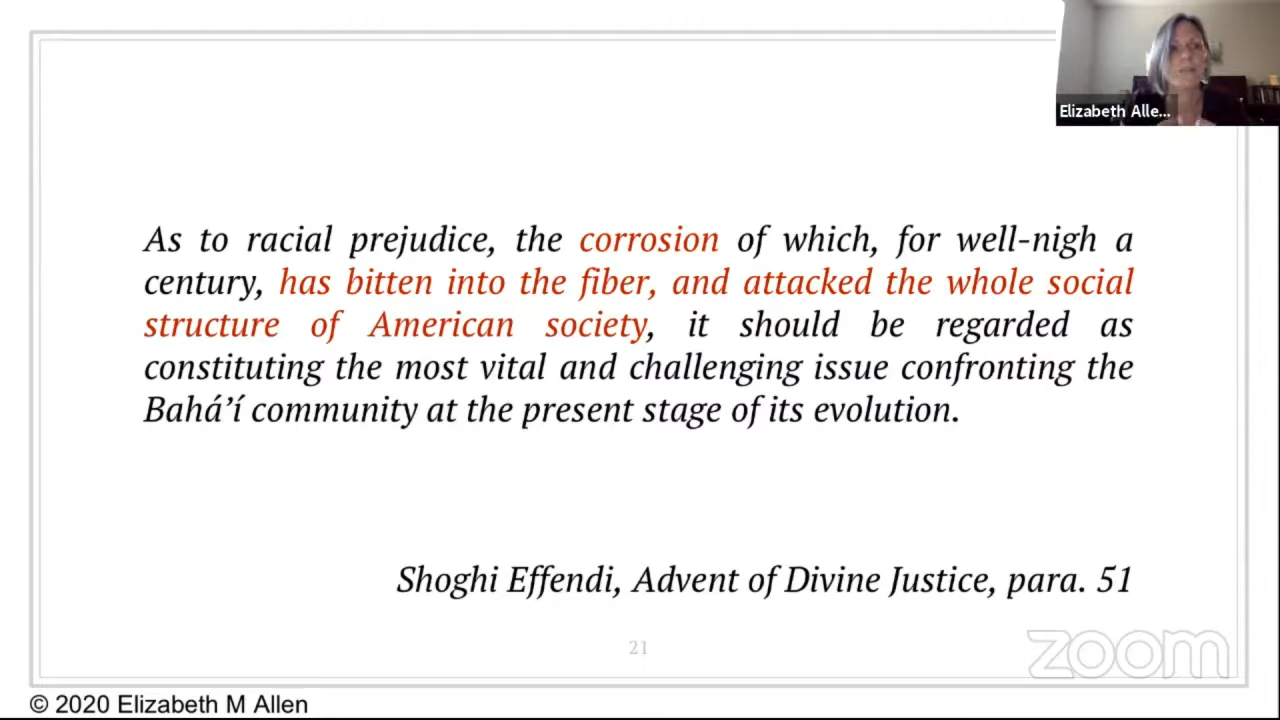 Elizabeth Alle...
As to racial prejudice, the corrosion of which, for well-nigh a
century, has bitten into the fiber, and attacked the whole social
structure of American society, it should be regarded as
constituting the most vital and challenging issue confronting the
Bahá’í community at the present stage of its evolution.
Shoghi Effendi, Advent of Divine Justice, para. 51
21
zoom
© 2020 Elizabeth M Allen